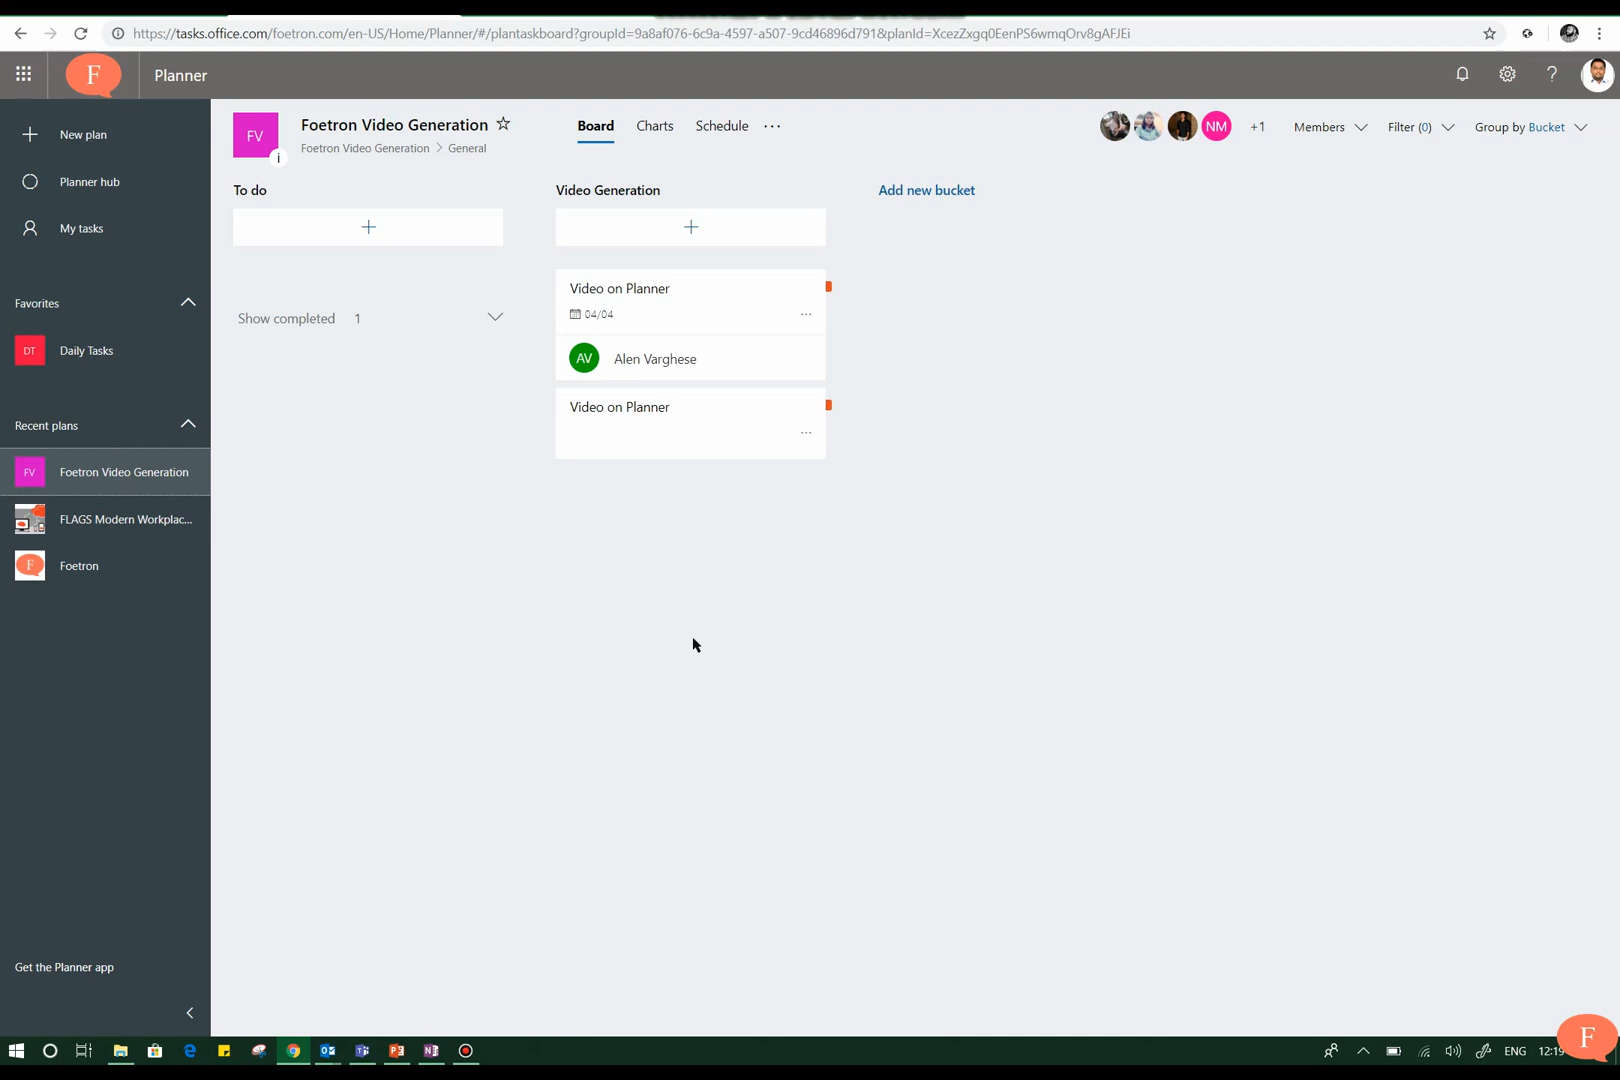 https://tasks.office.com/foetron.com/en-US/Home/Planner/#/plantaskboard?groupId=9a8af076-6c9a-4597-a507-9cd46896d791&planId=XcezZxgq0EenPS6wmqOrv8gAFJEi
F
Planner
New plan
Planner hub
My tasks
Favorites
DT
Daily Tasks
Recent plans
FV
Foetron Video Generation
FLAGS Modern Workplac...
F
Foetron
Get the Planner app
FV
i
Foetron Video Generation
Foetron Video Generation > General
Board
Charts
Schedule
NM
+1
Members
Filter (0)
Group by Bucket
To do
Show completed 1
Video Generation
Video on Planner
04/04
AV
Alen Varghese
Video on Planner
Add new bucket
ENG
12:19
F